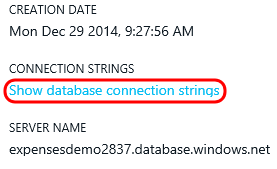 CREATION DATE
Mon Dec 29 2014, 9:27:56 AM
CONNECTION STRINGS
Show database connection strings
SERVER NAME
expensesdemo2837.database.windows.net